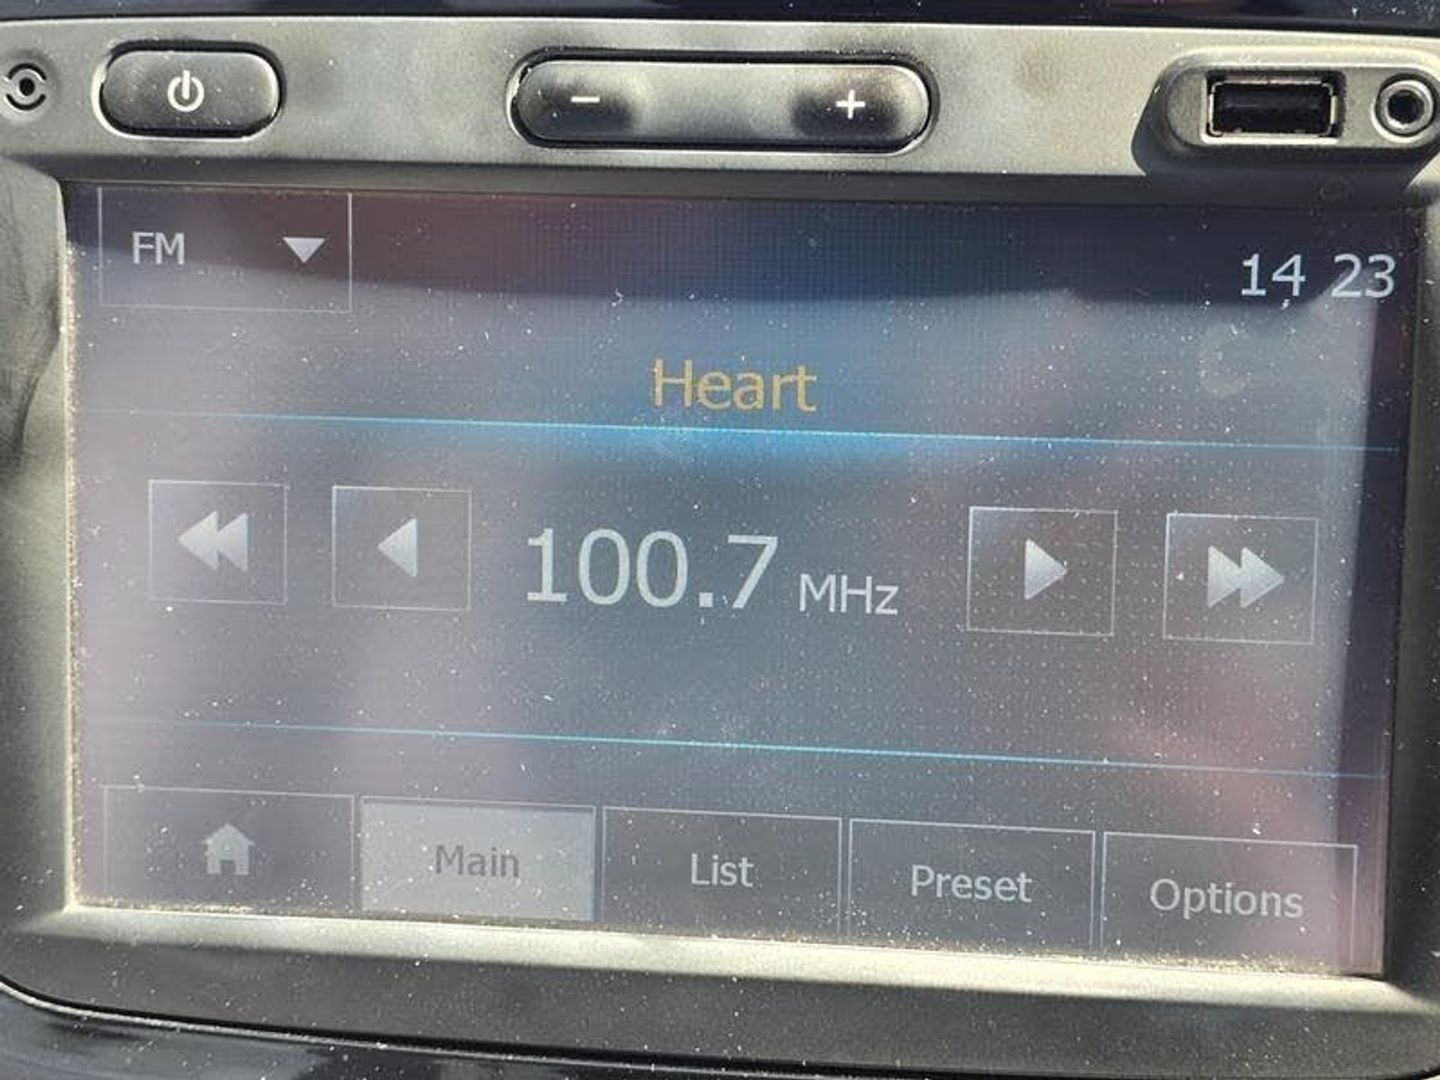 FM
14 23
Heart
100.7 MHz
Main
List
Preset
Options